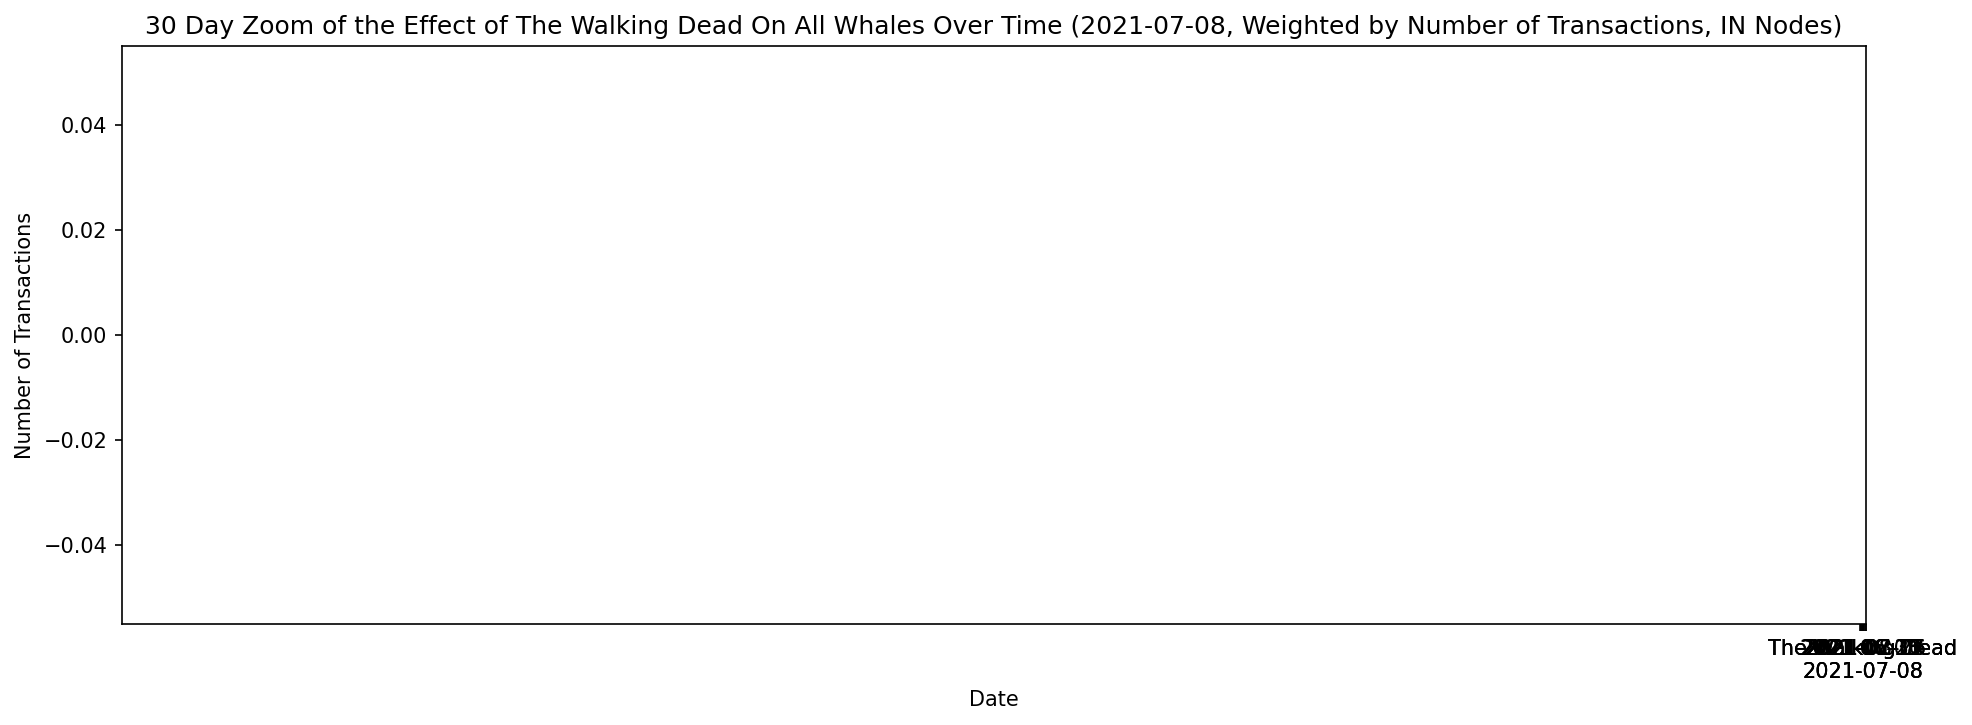 30 Day Zoom of the Effect of The Walking Dead On All Whales Over Time (2021-07-08, Weighted by Number of Transactions, IN Nodes)
Number of Transactions
0.04
0.02
0.00
−0.02
−0.04
2021-07-08
Date